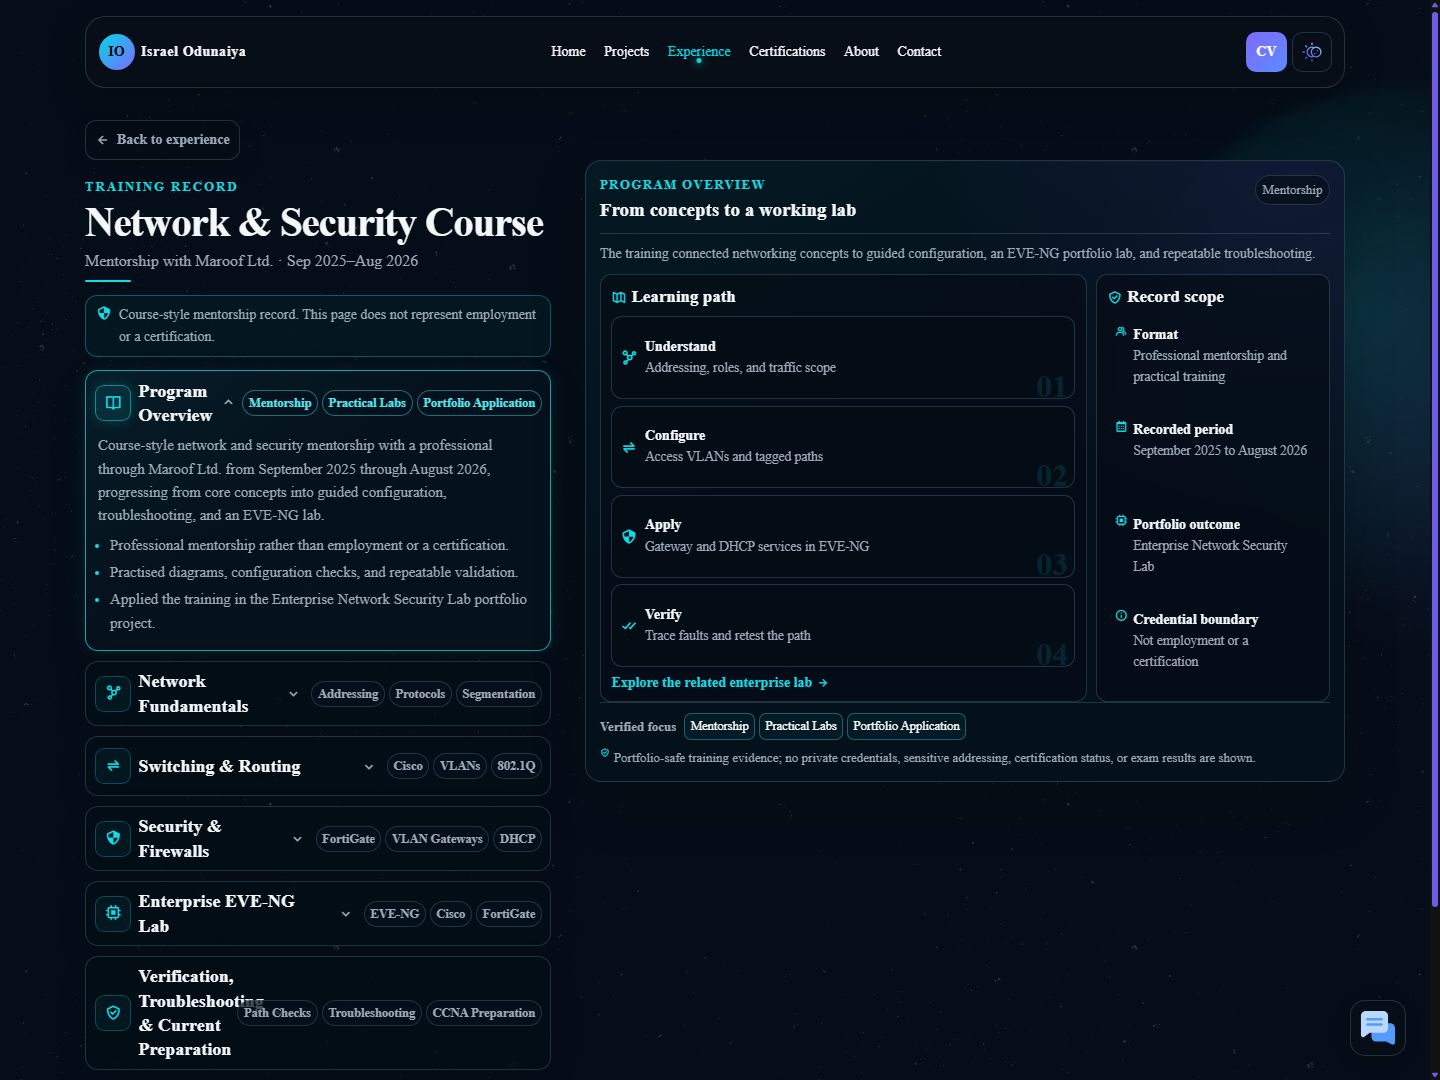 IO Israel Odunaiya
Home Projects Experience Certifications About Contact
CV
← Back to experience
TRAINING RECORD
Network & Security Course
Mentorship with Maroof Ltd. · Sep 2025–Aug 2026
Course-style mentorship record. This page does not represent employment
or a certification.
Program
Overview
Mentorship Practical Labs Portfolio Application
Course-style network and security mentorship with a professional
through Maroof Ltd. from September 2025 through August 2026,
progressing from core concepts into guided configuration,
troubleshooting, and an EVE-NG lab.
• Professional mentorship rather than employment or a certification.
• Practised diagrams, configuration checks, and repeatable validation.
• Applied the training in the Enterprise Network Security Lab portfolio
project.
Network
Fundamentals
Addressing Protocols Segmentation
Switching & Routing
Cisco VLANs 802.1Q
Security &
Firewalls
FortiGate VLAN Gateways DHCP
Enterprise EVE-NG
Lab
EVE-NG Cisco FortiGate
Verification,
Troubleshooting
& Current
Preparation
Path Checks Troubleshooting CCNA Preparation
PROGRAM OVERVIEW
From concepts to a working lab
Mentorship
The training connected networking concepts to guided configuration, an EVE-NG portfolio lab, and repeatable troubleshooting.
Learning path
Understand
Addressing, roles, and traffic scope
01
Configure
Access VLANs and tagged paths
02
Apply
Gateway and DHCP services in EVE-NG
03
Verify
Trace faults and retest the path
04
Explore the related enterprise lab →
Record scope
Format
Professional mentorship and
practical training
Recorded period
September 2025 to August 2026
Portfolio outcome
Enterprise Network Security
Lab
Credential boundary
Not employment or a
certification
Verified focus Mentorship Practical Labs Portfolio Application
Portfolio-safe training evidence; no private credentials, sensitive addressing, certification status, or exam results are shown.